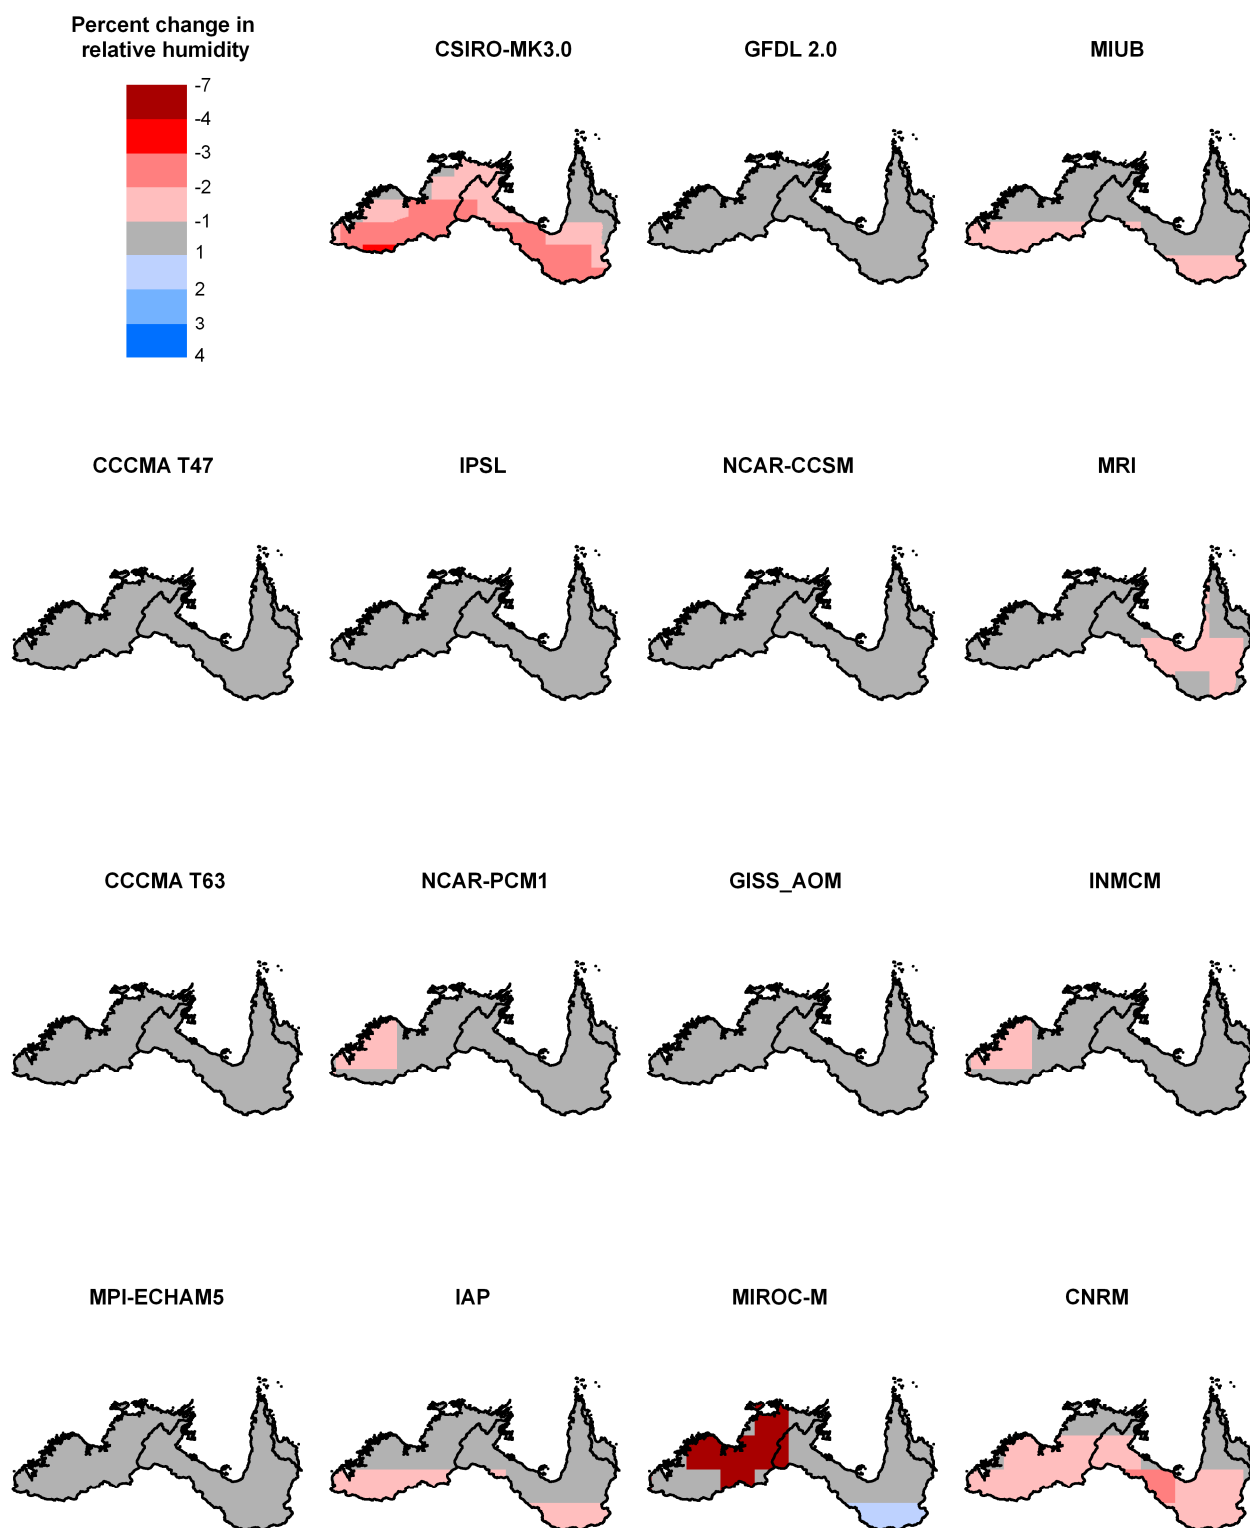 Percent change in
relative humidity
-7
-4
-3
-2
-1
1
2
3
4
CSIRO-MK3.0
GFDL 2.0
MIUB
CCCMA T47
IPSL
NCAR-CCSM
MRI
CCCMA T63
NCAR-PCM1
GISS_AOM
INMCM
MPI-ECHAM5
IAP
MIROC-M
CNRM